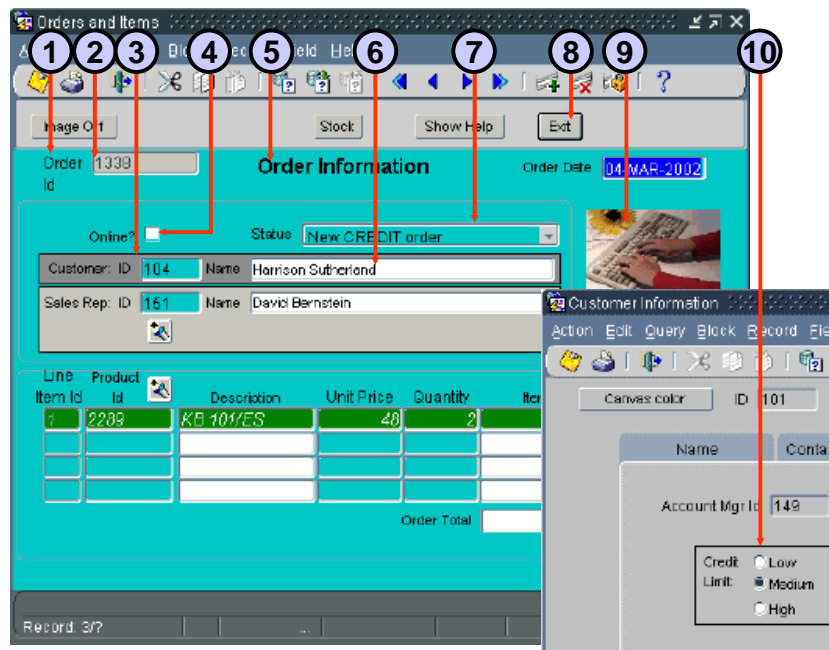 Orders and Items
1 2 3 4 5 6 7 8 9 10
Image Off Stock Show Help Exit
Order Id 1338 Order Information Order Date 04-MAR-2002
Online? Status New CREDIT order
Customer: ID 104 Name Harrison Sutherland
Sales Rep: ID 161 Name David Bernstein
Customer Information
Action Edit Query Block Record
Canvas color ID 101
Name
Account Mgr Id 149
Credit Limit: Low
Medium
High
Line Item Id Product Id Description Unit Price Quantity
1 2289 KB 101/ES 48 2
Order Total
Record: 3/? ...